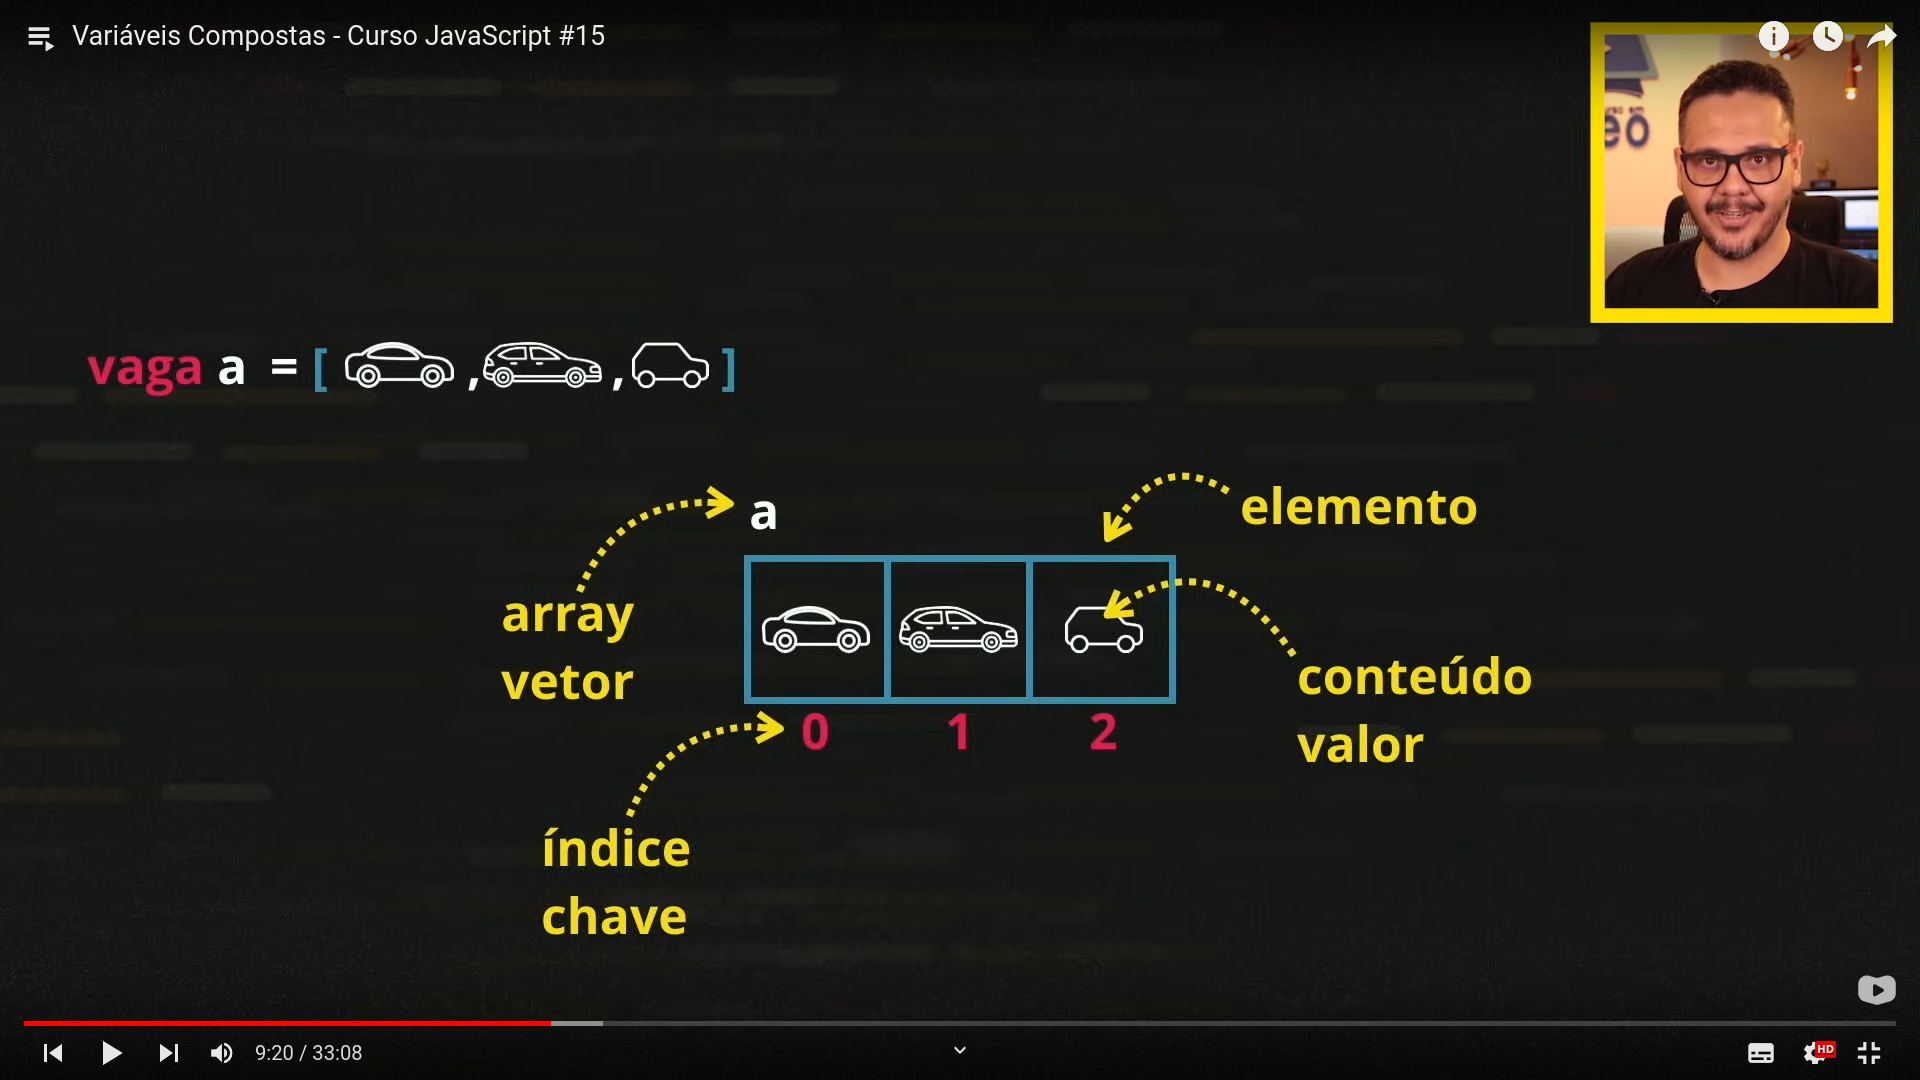 Variáveis Compostas - Curso JavaScript #15
eo
vaga a = [ , , ]
a
elemento
array
vetor
conteúdo
valor
0 1 2
índice
chave
9:20 / 33:08
HD